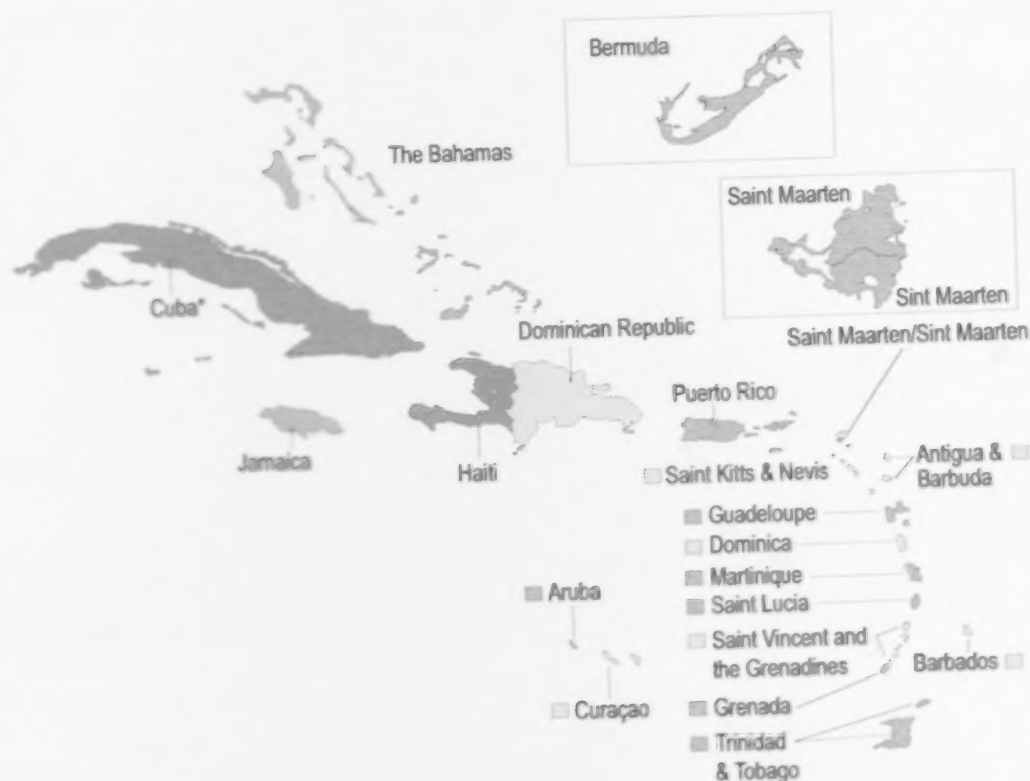 Bermuda
The Bahamas
Saint Maarten
Cuba*
Sint Maarten
Dominican Republic
Saint Maarten/Sint Maarten
Puerto Rico
Jamaica
Haiti
Saint Kitts & Nevis
Antigua &
Barbuda
Guadeloupe
Dominica
Martinique
Aruba
Saint Lucia
Saint Vincent and
the Grenadines
Barbados
Curaçao
Grenada
Trinidad
& Tobago